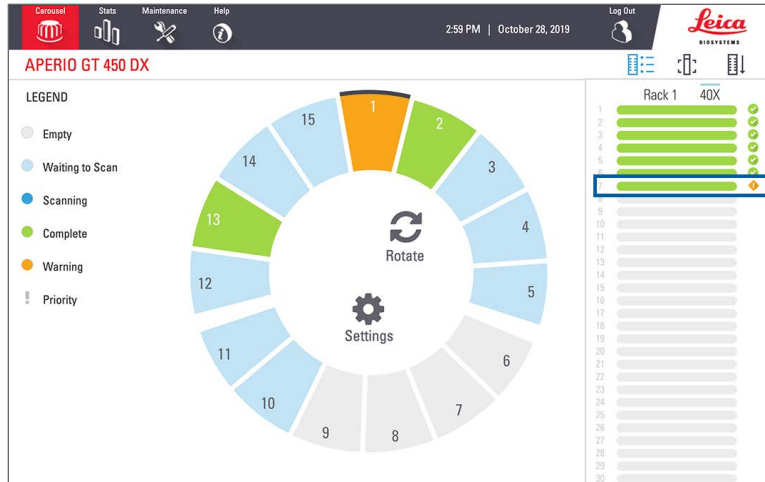 Carousel
Stats
Maintenance
Help
2:59 PM | October 28, 2019
Log Out
Leica
BIOSYSTEMS
APERIO GT 450 DX
LEGEND
Empty
Waiting to Scan
Scanning
Complete
Warning
Priority
1
2
3
4
5
6
7
8
9
10
11
12
13
14
15
Rotate
Settings
Rack 1 40X
1
2
3
4
5
6
7
8
9
10
11
12
13
14
15
16
17
18
19
20
21
22
23
24
25
26
27
28
29
30